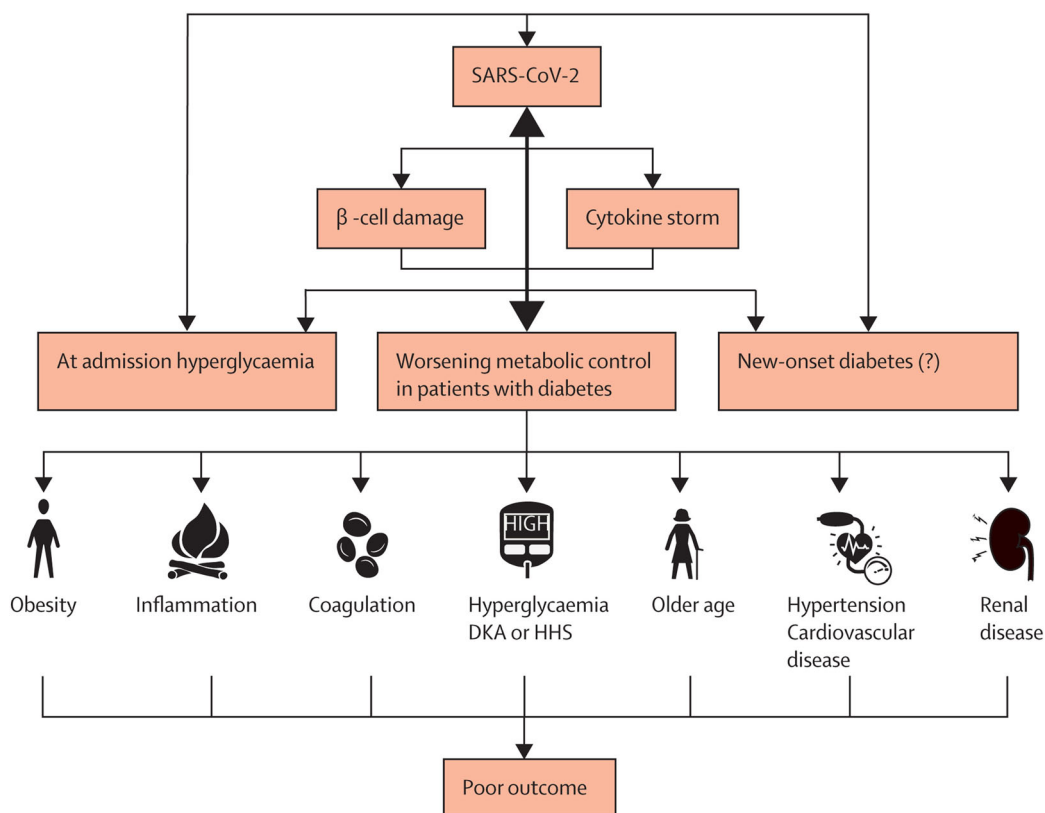 SARS-CoV-2
β -cell damage
Cytokine storm
At admission hyperglycaemia
Worsening metabolic control
in patients with diabetes
New-onset diabetes (?)
HIGH
Obesity
Inflammation
Coagulation
Hyperglycaemia
DKA or HHS
Older age
Hypertension
Cardiovascular
disease
Renal
disease
Poor outcome